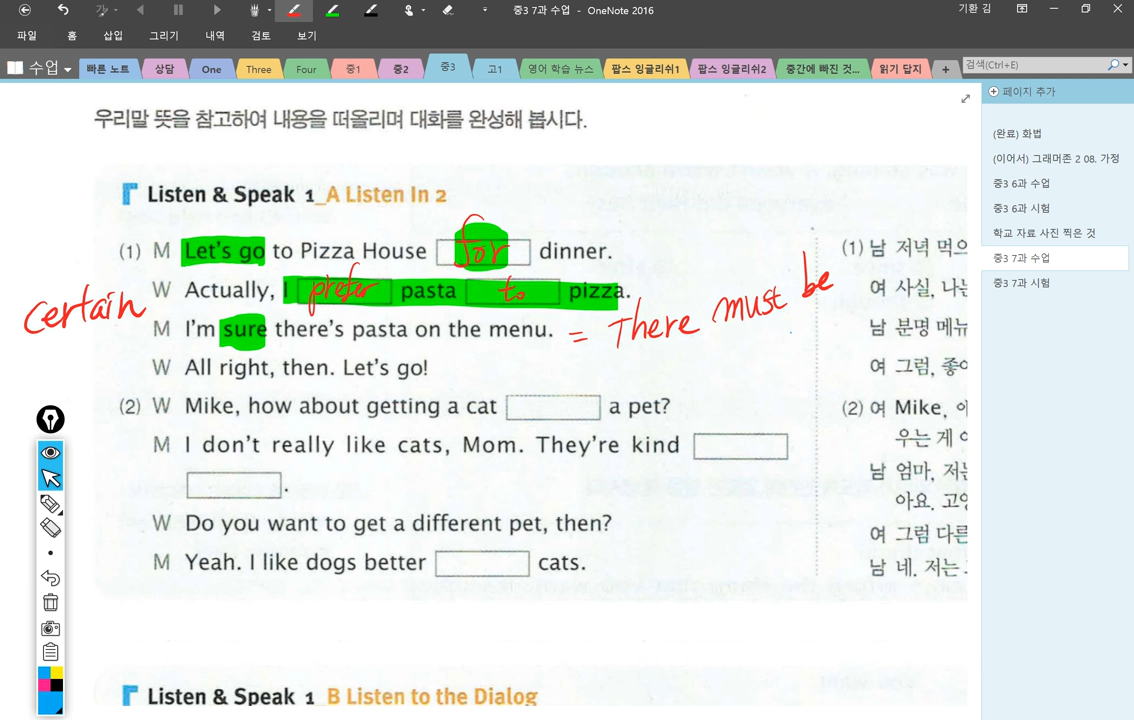 중3 7과 수업 - OneNote 2016
기환 김
파일 홈 삽입 그리기 내역 검토 보기
수업 빠른 노트 상담 One Three Four 중1 중2 중3 고1 영어 학습 뉴스 팝스 잉글리쉬1 팝스 잉글리쉬2 중간에 빠진 것... 읽기 답지 + 검색(Ctrl+E)
페이지 추가
(완료) 화법
(이어서) 그래머존 2 08. 가정
중3 6과 수업
중3 6과 시험
학교 자료 사진 찍은 것
중3 7과 수업
중3 7과 시험
우리말 뜻을 참고하여 내용을 떠올리며 대화를 완성해 봅시다.
Listen & Speak 1_A Listen In 2
(1) M Let's go to Pizza House for dinner.
W Actually, I prefer pasta to pizza.
certain
M I'm sure there's pasta on the menu. = There must be
W All right, then. Let's go!
(2) W Mike, how about getting a cat a pet?
M I don't really like cats, Mom. They're kind
.
W Do you want to get a different pet, then?
M Yeah. I like dogs better cats.
(1) 남 저녁 먹으
여 사실, 나는
남 분명 메뉴
여 그럼, 좋아
(2) 여 Mike, 애
우는 게 어
남 엄마, 저는
아요. 고양
여 그럼 다른
남 네, 저는
Listen & Speak 1_B Listen to the Dialog